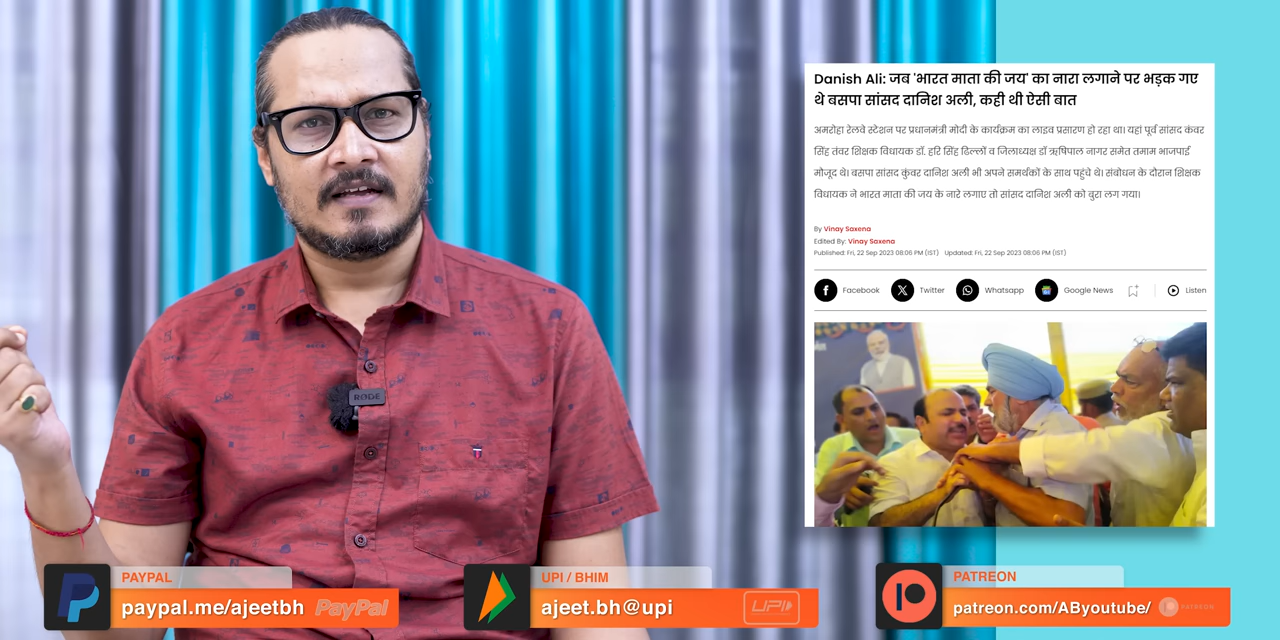 Danish Ali: जब 'भारत माता की जय' का नारा लगाने पर भड़क गए
थे बसपा सांसद दानिश अली, कही थी ऐसी बात
अमरोहा रेलवे स्टेशन पर प्रधानमंत्री मोदी के कार्यक्रम का लाइव प्रसारण हो रहा था। यहां पूर्व सांसद कंवर
सिंह तंवर शिक्षक विधायक डॉ. हरि सिंह ढिल्लों व जिलाध्यक्ष डॉ ऋषिपाल नागर समेत तमाम भाजपाई
मौजूद थे। बसपा सांसद कुंवर दानिश अली भी अपने समर्थकों के साथ पहुंचे थे। संबोधन के दौरान शिक्षक
विधायक ने भारत माता की जय के नारे लगाए तो सांसद दानिश अली को बुरा लग गया।
By Vinay Saxena
Edited By: Vinay Saxena
Published: Fri, 22 Sep 2023 08:06 PM (IST) Updated: Fri, 22 Sep 2023 08:06 PM (IST)
Facebook Twitter Whatsapp Google News Listen
RODE
PAYPAL
paypal.me/ajeetbh PayPal
UPI / BHIM
ajeet.bh@upi UPI
PATREON
patreon.com/AByoutube/ PATREON